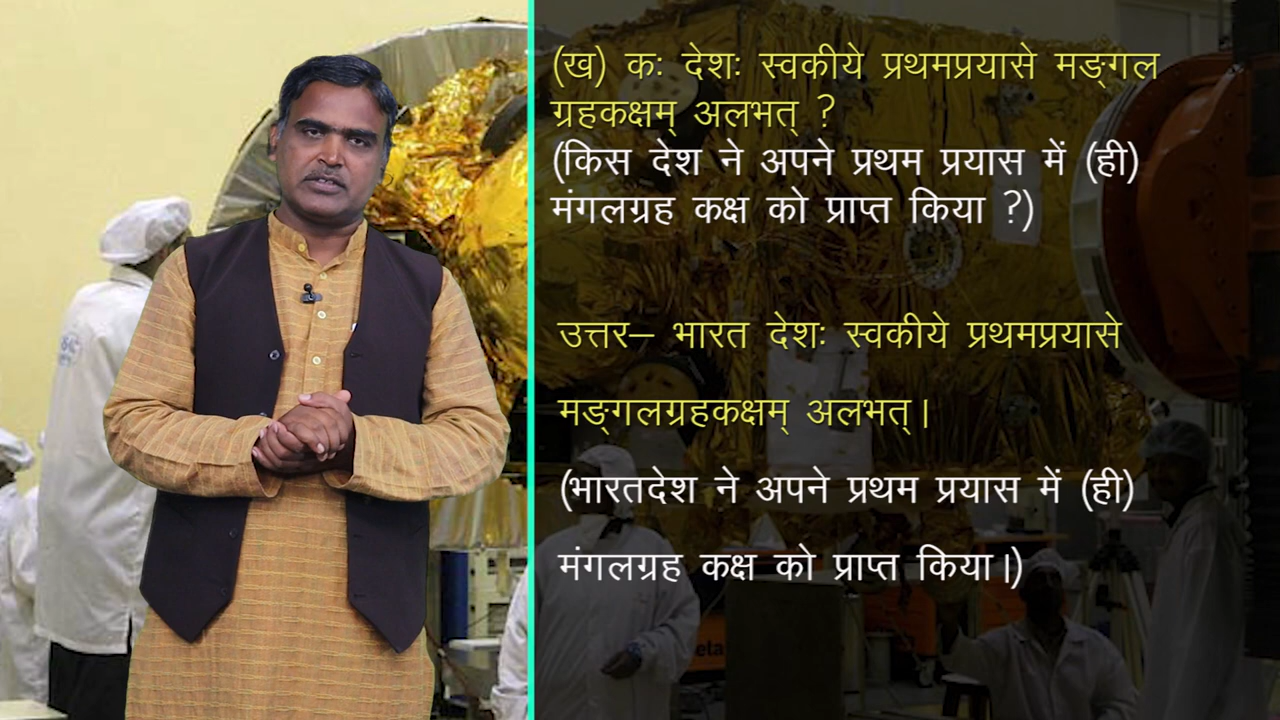 (ख) कः देशः स्वकीये प्रथमप्रयासे मङ्गल
ग्रहकक्षम् अलभत् ?
(किस देश ने अपने प्रथम प्रयास में (ही)
मंगलग्रह कक्ष को प्राप्त किया ?)
उत्तर– भारत देशः स्वकीये प्रथमप्रयासे
मङ्गलग्रहकक्षम् अलभत्।
(भारतदेश ने अपने प्रथम प्रयास में (ही)
मंगलग्रह कक्ष को प्राप्त किया।)